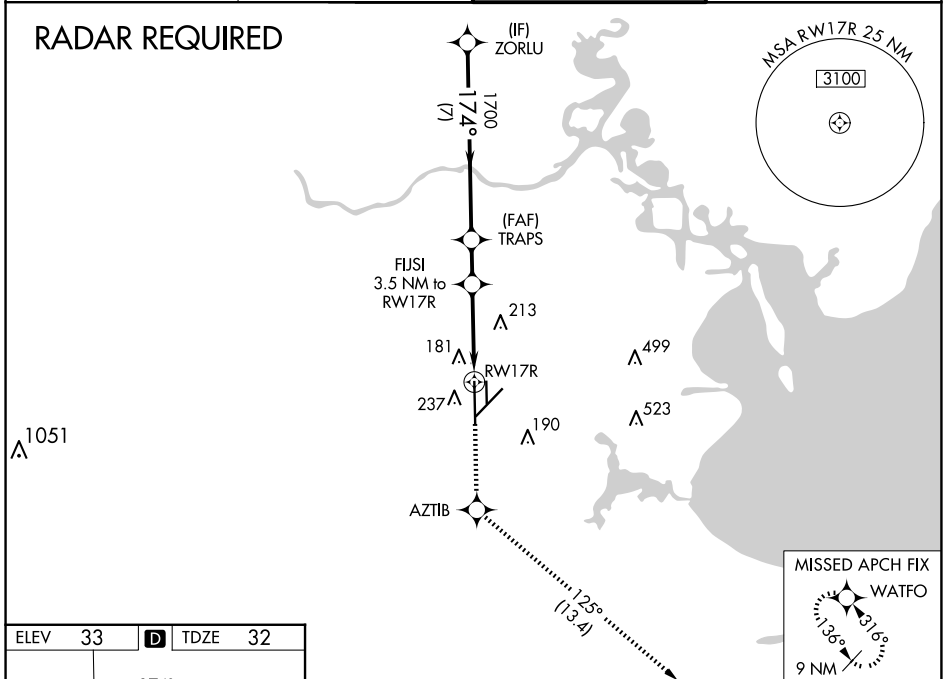 RADAR REQUIRED
(IF)
ZORLU
MSA RW17R 25 NM
3100
1700
174°
(7)
(FAF)
TRAPS
FIJSI
3.5 NM to
RW17R
213
181
499
RW17R
237
523
190
1051
AZTIB
125°
(13.4)
MISSED APCH FIX
WATFO
136°
316°
9 NM
ELEV 33 D TDZE 32